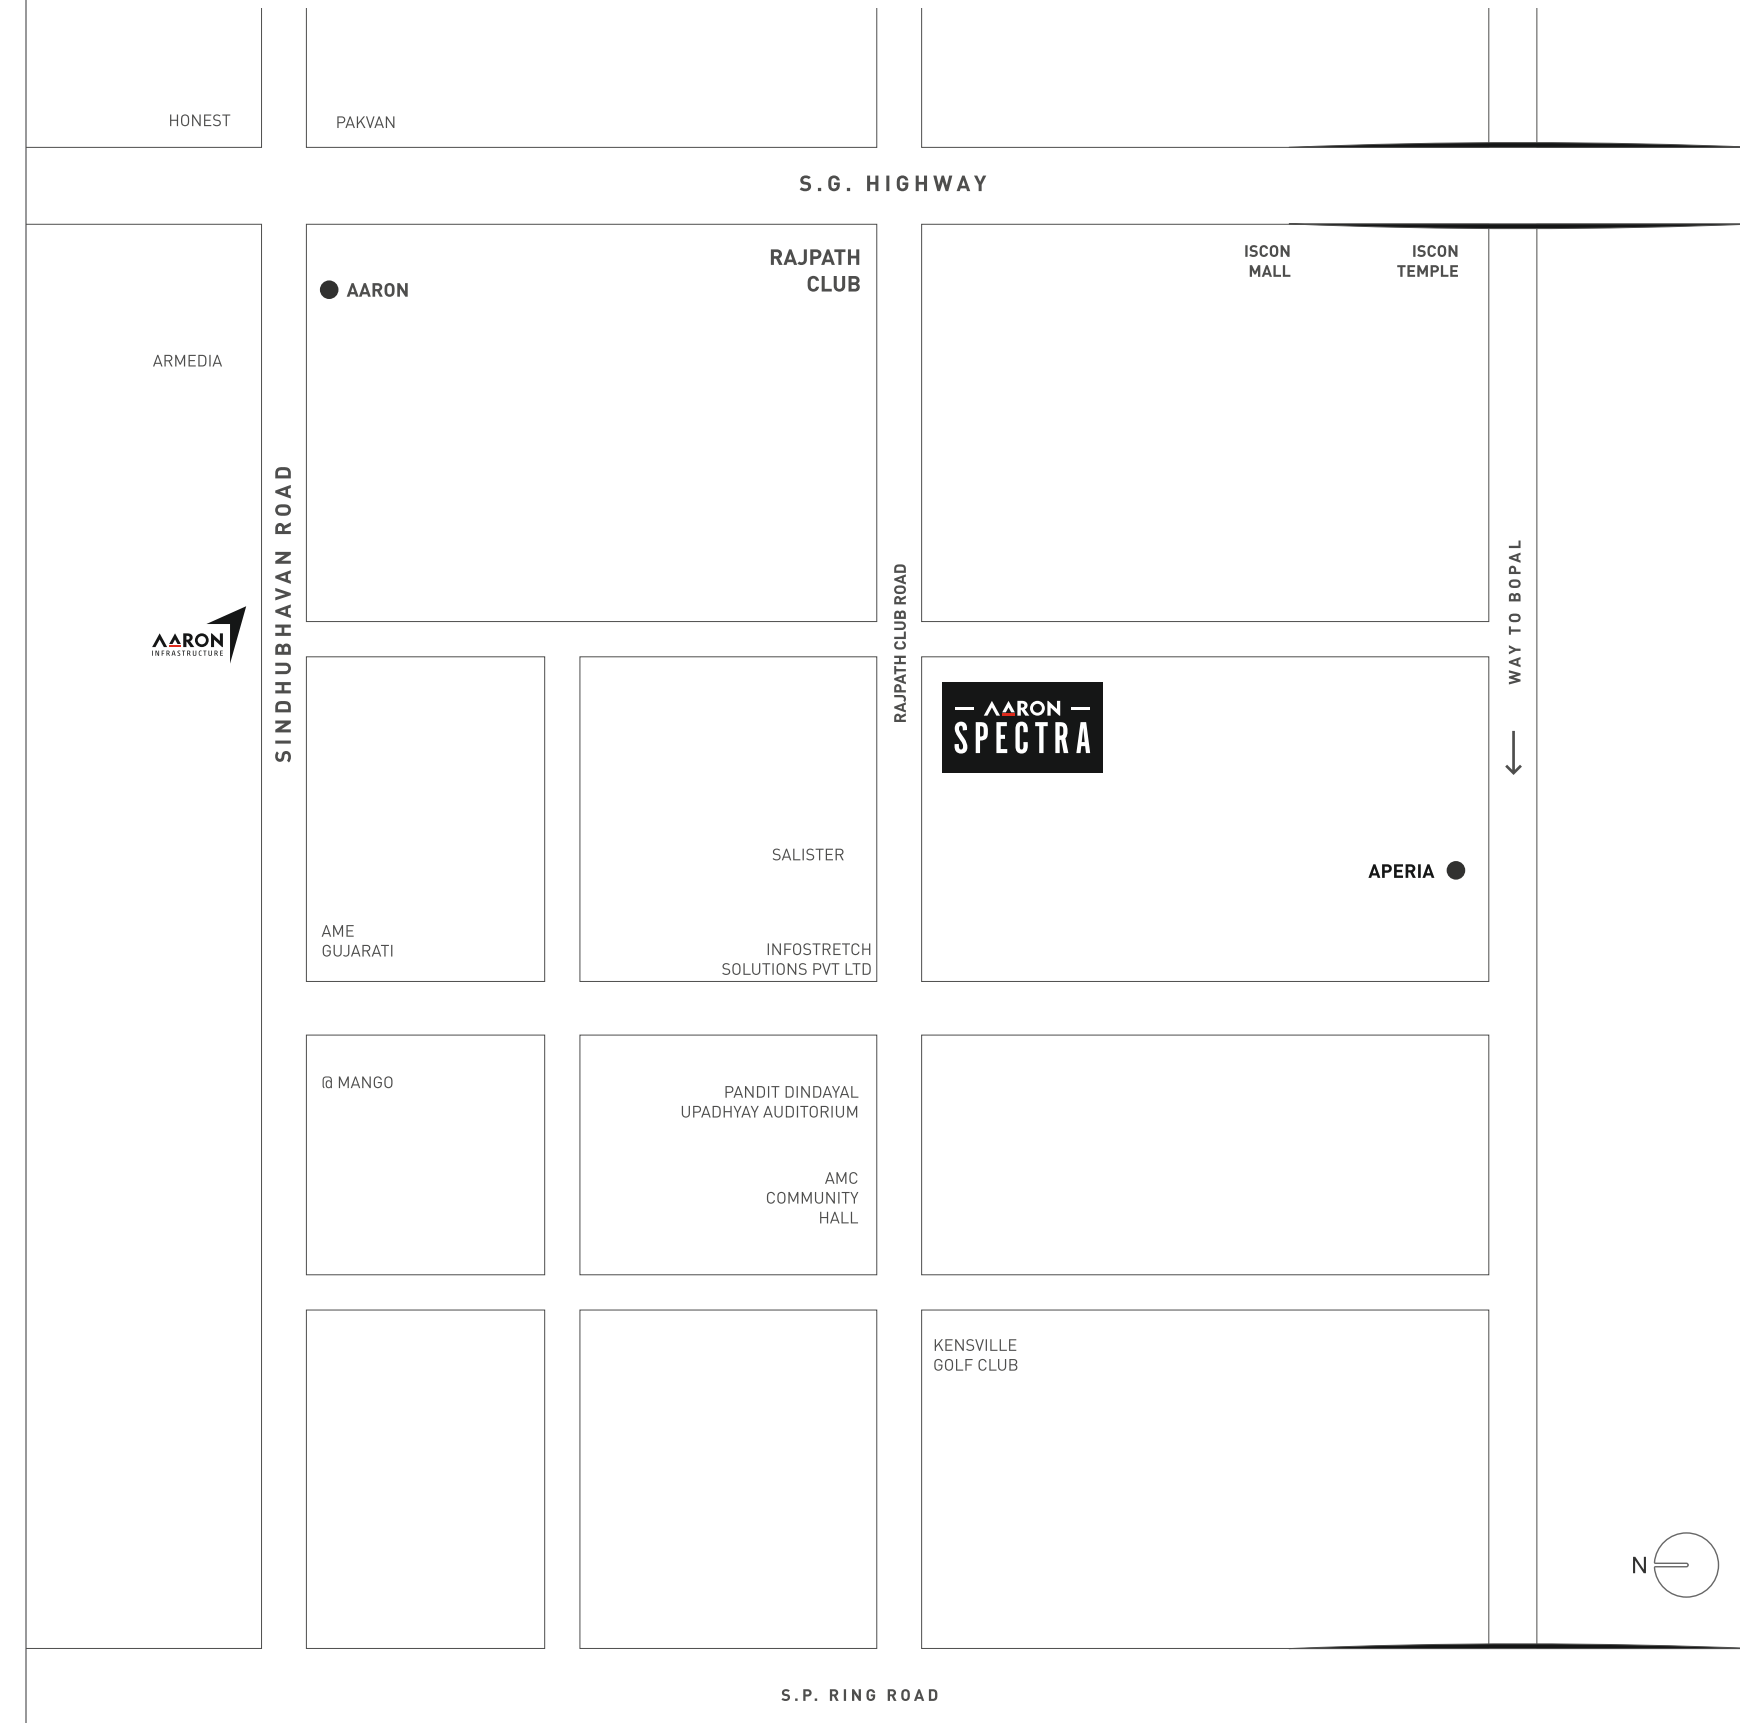 HONEST
PAKVAN
S.G. HIGHWAY
RAJPATH
CLUB
ISCON
MALL
ISCON
TEMPLE
AARON
ARMEDIA
SINDHUBHAVAN ROAD
RAJPATH CLUB ROAD
WAY TO BOPAL
AARON
INFRASTRUCTURE
AARON
SPECTRA
SALISTER
APERIA
AME
GUJARATI
INFOSTRETCH
SOLUTIONS PVT LTD
@ MANGO
PANDIT DINDAYAL
UPADHYAY AUDITORIUM
AMC
COMMUNITY
HALL
KENSVILLE
GOLF CLUB
N
S.P. RING ROAD